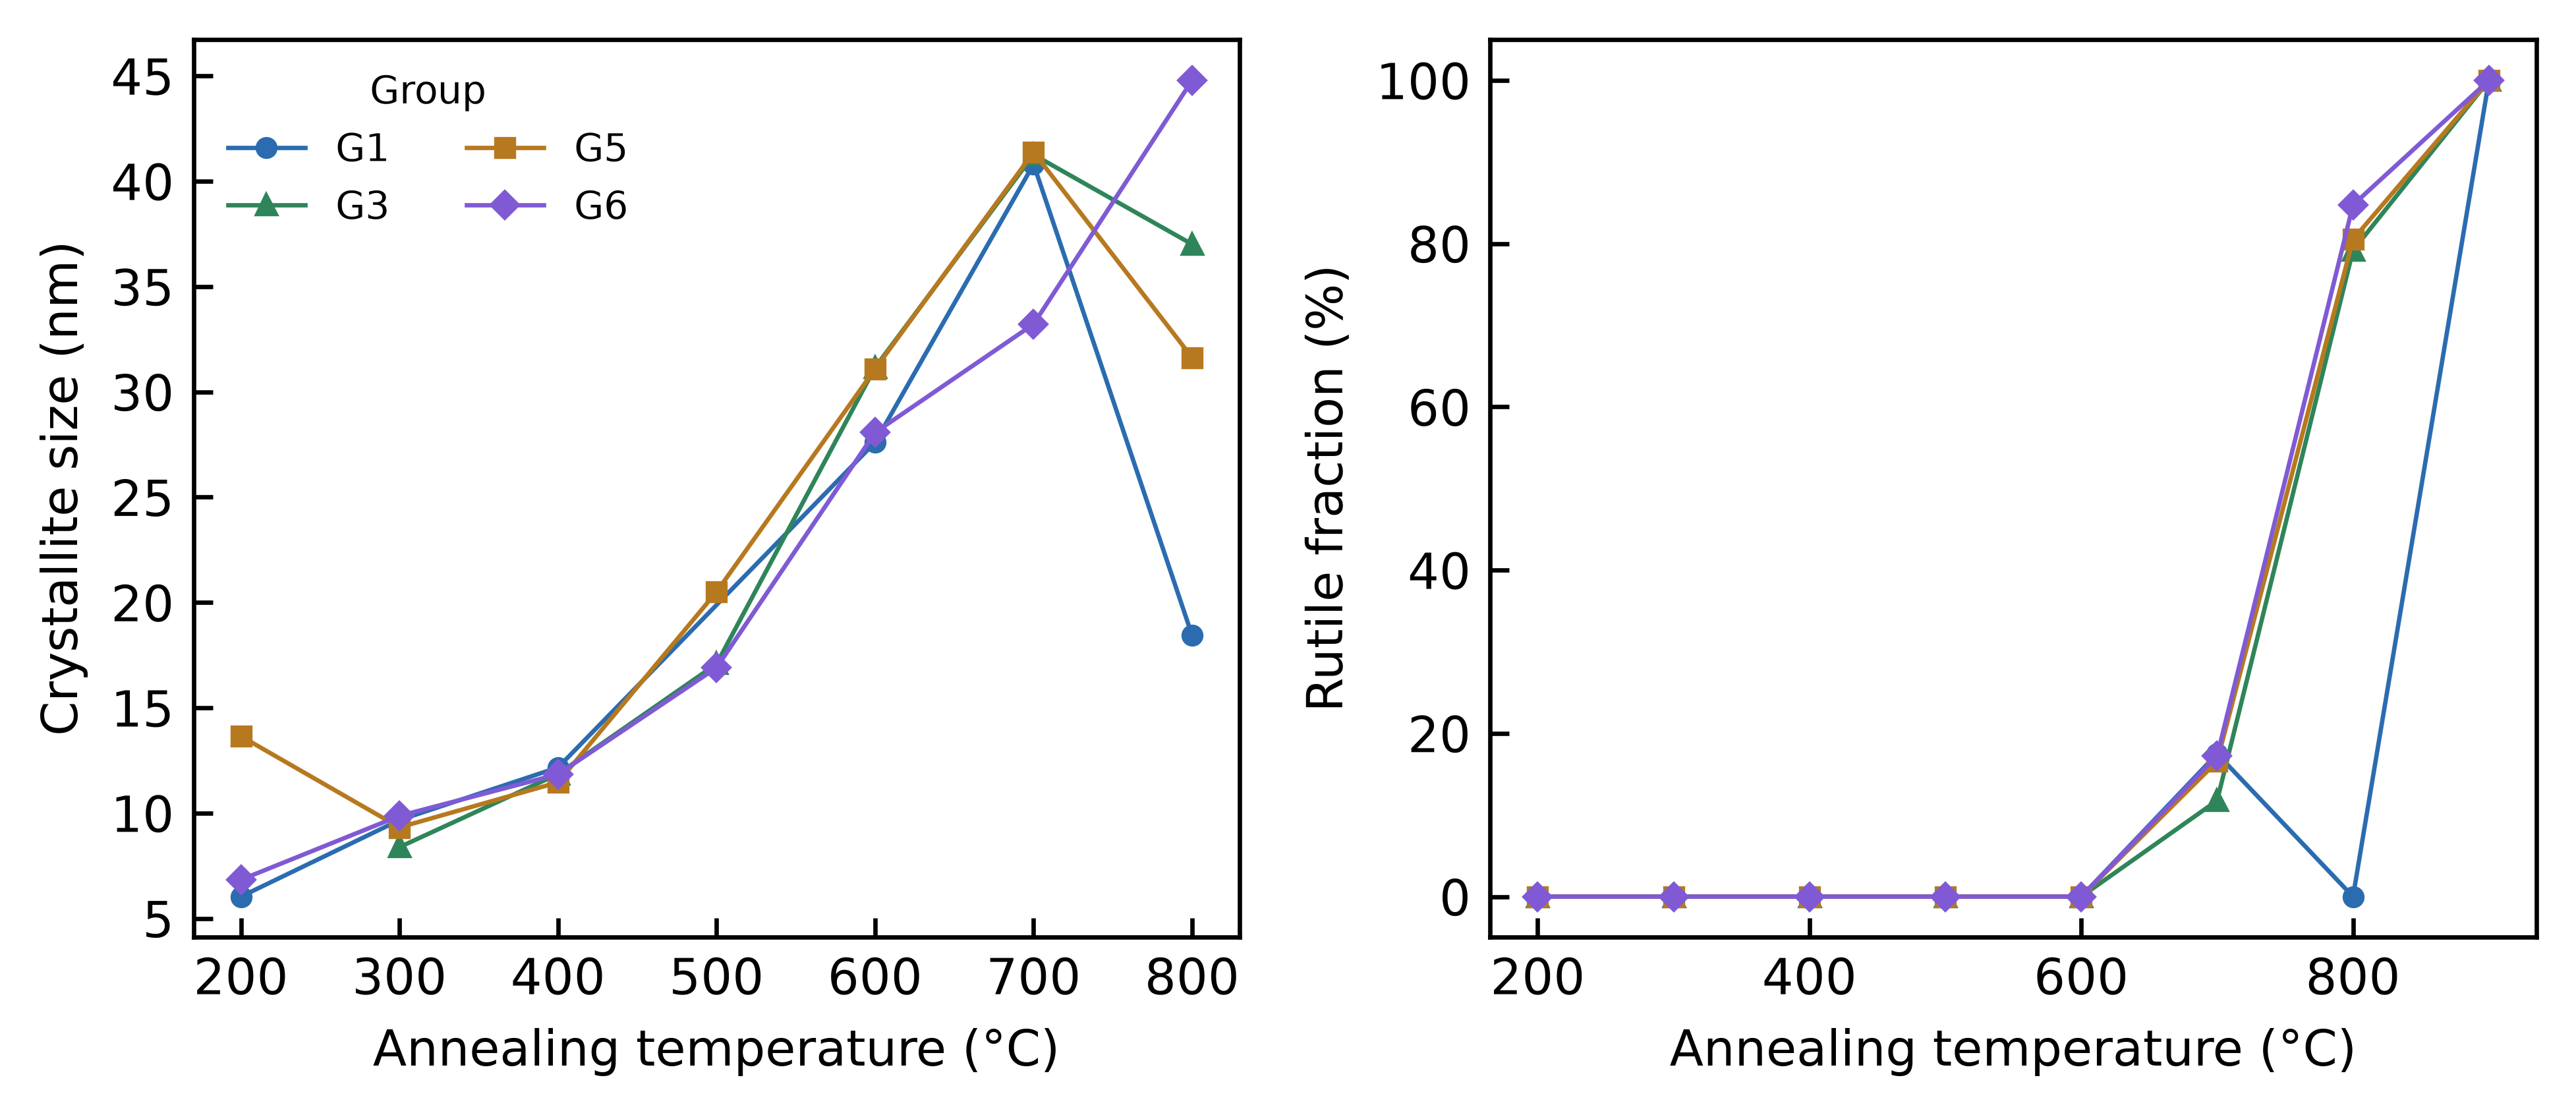 Group
G1 G5
G3 G6
45
40
35
30
25
20
15
10
5
Crystallite size (nm)
200 300 400 500 600 700 800
Annealing temperature (°C)
100
80
60
40
20
0
Rutile fraction (%)
200 400 600 800
Annealing temperature (°C)